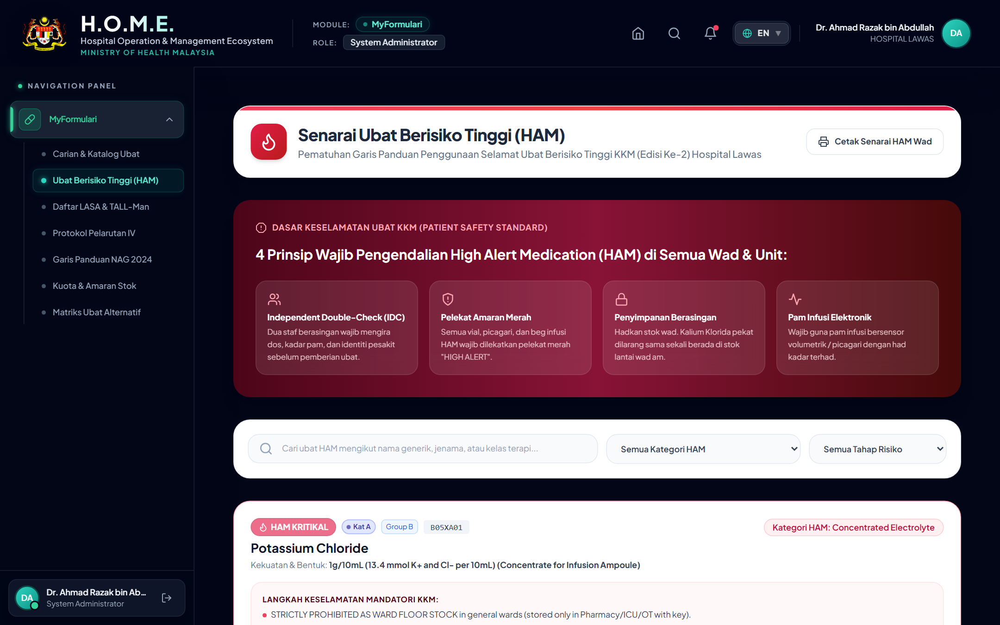 H.O.M.E.
Hospital Operation & Management Ecosystem
MINISTRY OF HEALTH MALAYSIA
MODULE: MyFormulari
ROLE: System Administrator
EN
Dr. Ahmad Razak bin Abdullah
HOSPITAL LAWAS
DA
NAVIGATION PANEL
MyFormulari
Carian & Katalog Ubat
Ubat Berisiko Tinggi (HAM)
Daftar LASA & TALL-Man
Protokol Pelarutan IV
Garis Panduan NAG 2024
Kuota & Amaran Stok
Matriks Ubat Alternatif
DA
Dr. Ahmad Razak bin Ab...
System Administrator
Senarai Ubat Berisiko Tinggi (HAM)
Pematuhan Garis Panduan Penggunaan Selamat Ubat Berisiko Tinggi KKM (Edisi Ke-2) Hospital Lawas
Cetak Senarai HAM Wad
DASAR KESELAMATAN UBAT KKM (PATIENT SAFETY STANDARD)
4 Prinsip Wajib Pengendalian High Alert Medication (HAM) di Semua Wad & Unit:
Independent Double-Check (IDC)
Dua staf berasingan wajib mengira
dos, kadar pam, dan identiti pesakit
sebelum pemberian ubat.
Pelekat Amaran Merah
Semua vial, picagari, dan beg infusi
HAM wajib dilekatkan pelekat merah
"HIGH ALERT".
Penyimpanan Berasingan
Hadkan stok wad. Kalium Klorida pekat
dilarang sama sekali berada di stok
lantai wad am.
Pam Infusi Elektronik
Wajib guna pam infusi bersensor
volumetrik / picagari dengan had
kadar terhad.
Cari ubat HAM mengikut nama generik, jenama, atau kelas terapi...
Semua Kategori HAM
Semua Tahap Risiko
HAM KRITIKAL
Kat A
Group B
B05XA01
Kategori HAM: Concentrated Electrolyte
Potassium Chloride
Kekuatan & Bentuk: 1g/10mL (13.4 mmol K+ and Cl- per 10mL) (Concentrate for Infusion Ampoule)
LANGKAH KESELAMATAN MANDATORI KKM:
STRICTLY PROHIBITED AS WARD FLOOR STOCK in general wards (stored only in Pharmacy/ICU/OT with key).